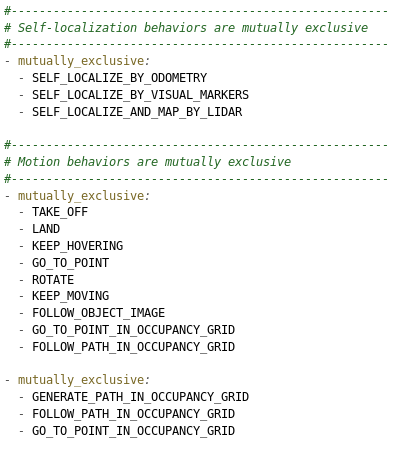 #------------------------------------------------------
# Self-localization behaviors are mutually exclusive
#------------------------------------------------------
- mutually_exclusive:
  - SELF_LOCALIZE_BY_ODOMETRY
  - SELF_LOCALIZE_BY_VISUAL_MARKERS
  - SELF_LOCALIZE_AND_MAP_BY_LIDAR

#------------------------------------------------------
# Motion behaviors are mutually exclusive
#------------------------------------------------------
- mutually_exclusive:
  - TAKE_OFF
  - LAND
  - KEEP_HOVERING
  - GO_TO_POINT
  - ROTATE
  - KEEP_MOVING
  - FOLLOW_OBJECT_IMAGE
  - GO_TO_POINT_IN_OCCUPANCY_GRID
  - FOLLOW_PATH_IN_OCCUPANCY_GRID

- mutually_exclusive:
  - GENERATE_PATH_IN_OCCUPANCY_GRID
  - FOLLOW_PATH_IN_OCCUPANCY_GRID
  - GO_TO_POINT_IN_OCCUPANCY_GRID